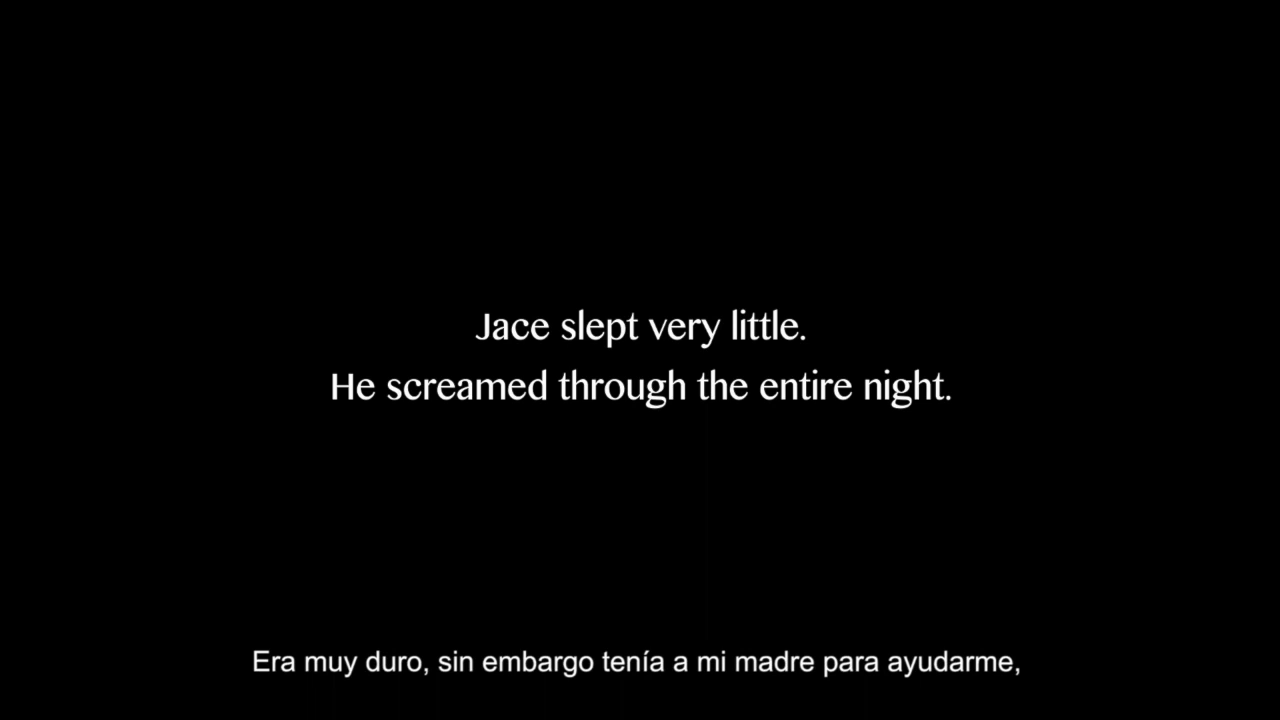 Jace slept very little.
He screamed through the entire night.
Era muy duro, sin embargo tenía a mi madre para ayudarme,